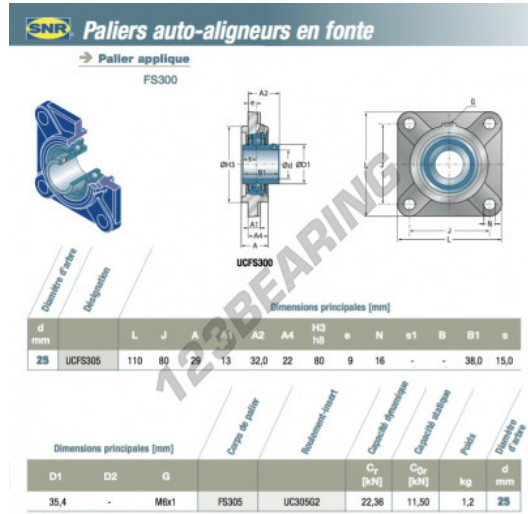 SNR Paliers auto-aligneurs en fonte
Palier applique
FS300
A2
e
G
ØH3
s
B1
Ød
ØD1
L
J
A1
A4
A
N
J
L
UCFS300
123BEARING
Diamètre d'arbre
Désignation
Dimensions principales [mm]
d mm L J A A1 A2 A4 H3 h8 e N s1 B B1 s
25 UCFS305 110 80 29 13 32,0 22 80 9 16 - - 38,0 15,0
Dimensions principales [mm] Corps de palier Roulement-insert Capacité dynamique Capacité statique Poids Diamètre d'arbre
D1 D2 G Cr [kN] C0r [kN] kg d mm
35,4 - M6x1 FS305 UC305G2 22,36 11,50 1,2 25